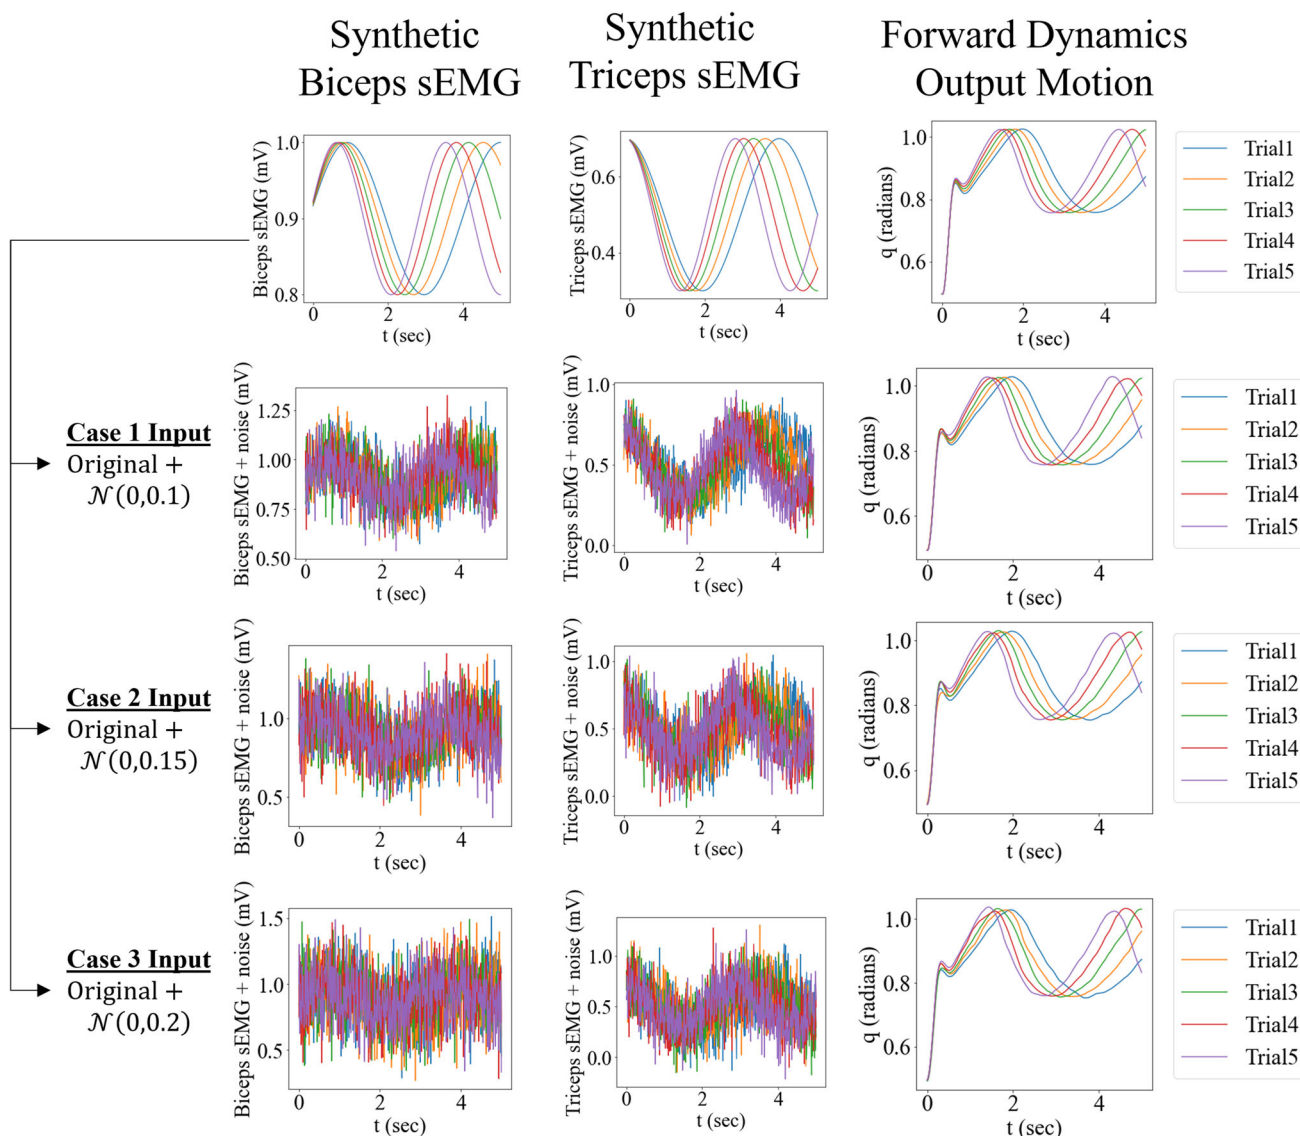 Synthetic
Biceps sEMG
Synthetic
Triceps sEMG
Forward Dynamics
Output Motion
Biceps sEMG (mV)
1.0
0.9
0.8
0 2 4
t (sec)
Triceps sEMG (mV)
0.6
0.4
0 2 4
t (sec)
q (radians)
1.0
0.8
0.6
0 2 4
t (sec)
Trial1
Trial2
Trial3
Trial4
Trial5
Case 1 Input
Original +
𝒩(0,0.1)
Biceps sEMG + noise (mV)
1.25
1.00
0.75
0.50
0 2 4
t (sec)
Triceps sEMG + noise (mV)
1.0
0.5
0.0
0 2 4
t (sec)
q (radians)
1.0
0.8
0.6
0 2 4
t (sec)
Trial1
Trial2
Trial3
Trial4
Trial5
Case 2 Input
Original +
𝒩(0,0.15)
Biceps sEMG + noise (mV)
1.0
0.5
0 2 4
t (sec)
Triceps sEMG + noise (mV)
1.0
0.5
0.0
0 2 4
t (sec)
q (radians)
1.0
0.8
0.6
0 2 4
t (sec)
Trial1
Trial2
Trial3
Trial4
Trial5
Case 3 Input
Original +
𝒩(0,0.2)
Biceps sEMG + noise (mV)
1.5
1.0
0.5
0 2 4
t (sec)
Triceps sEMG + noise (mV)
1.0
0.5
0.0
0 2 4
t (sec)
q (radians)
1.0
0.8
0.6
0 2 4
t (sec)
Trial1
Trial2
Trial3
Trial4
Trial5